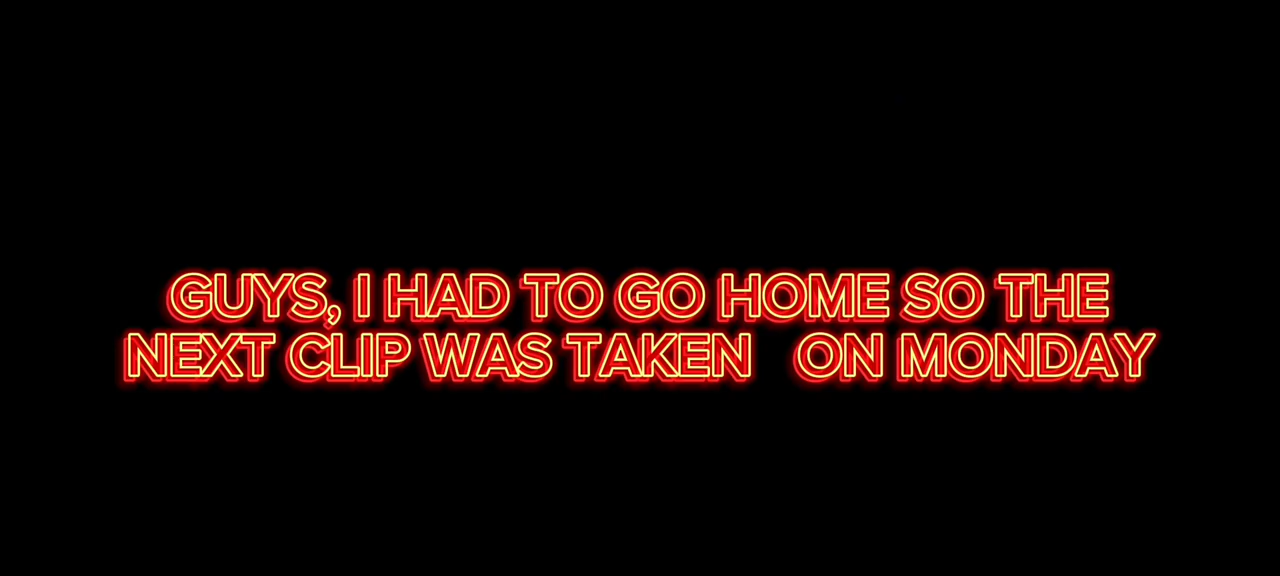 GUYS, I HAD TO GO HOME SO THE
NEXT CLIP WAS TAKEN   ON MONDAY